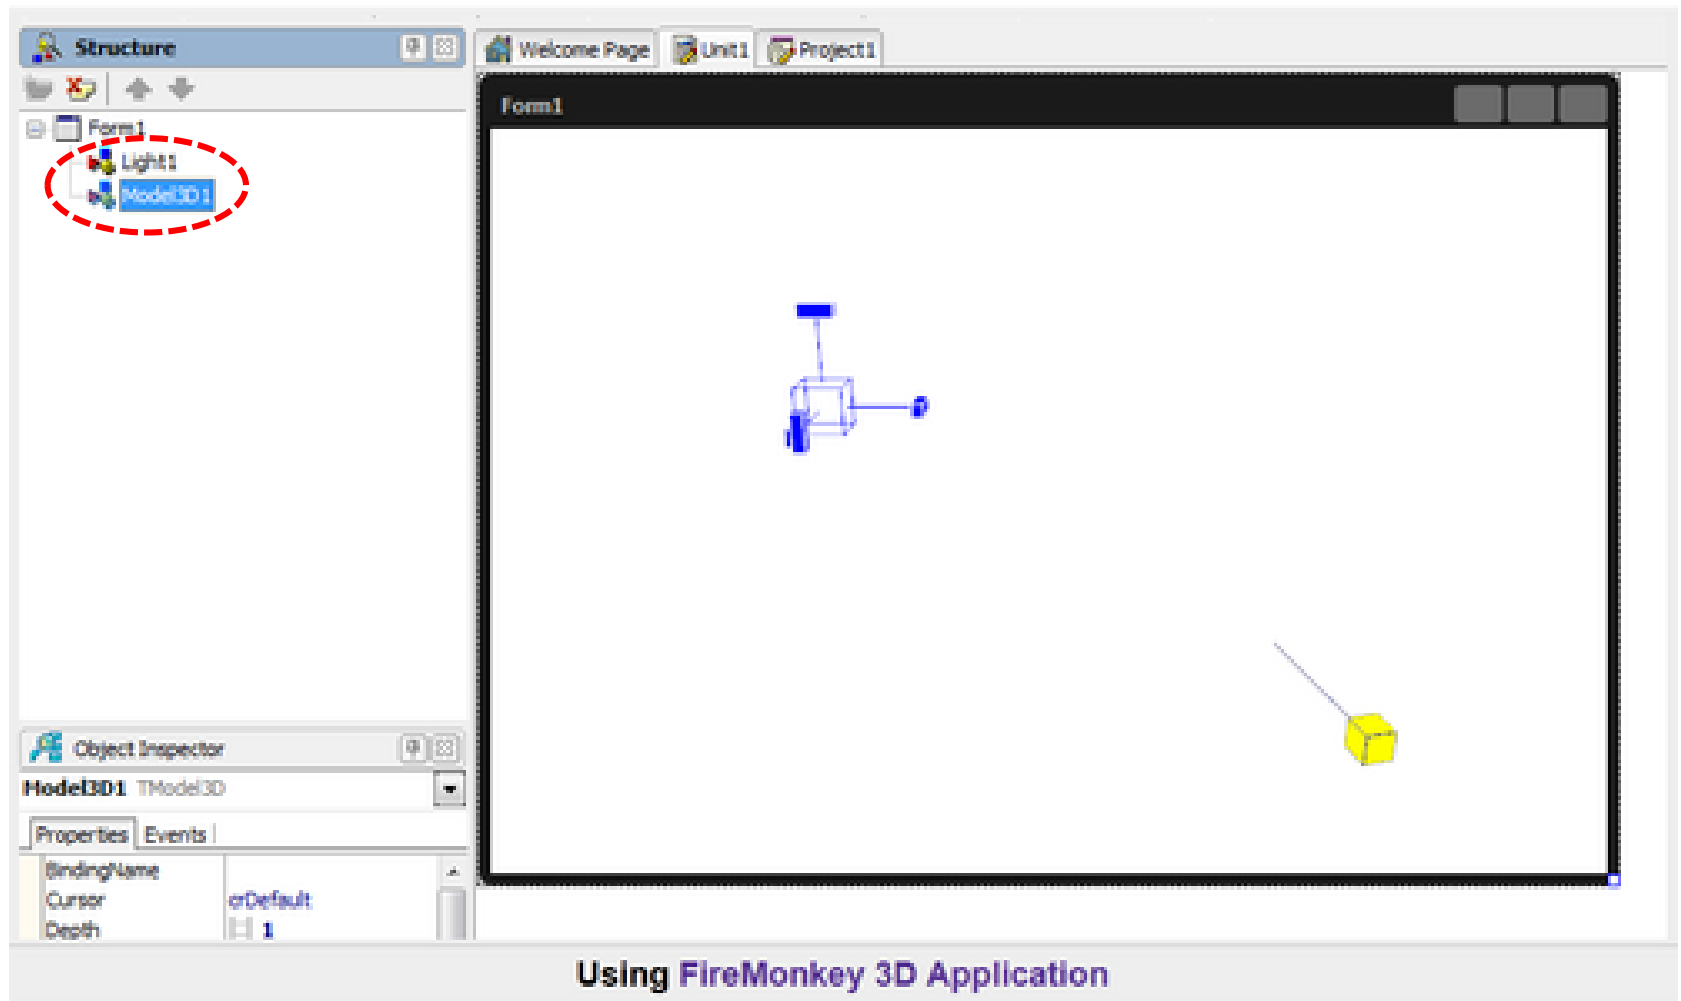 Structure
Welcome Page Unit1 Project1
Form1
Light1
Model3D1
Form1
Object Inspector
Model3D1 TModel3D
Properties Events
BindingName
Cursor crDefault
Depth 1
Using FireMonkey 3D Application